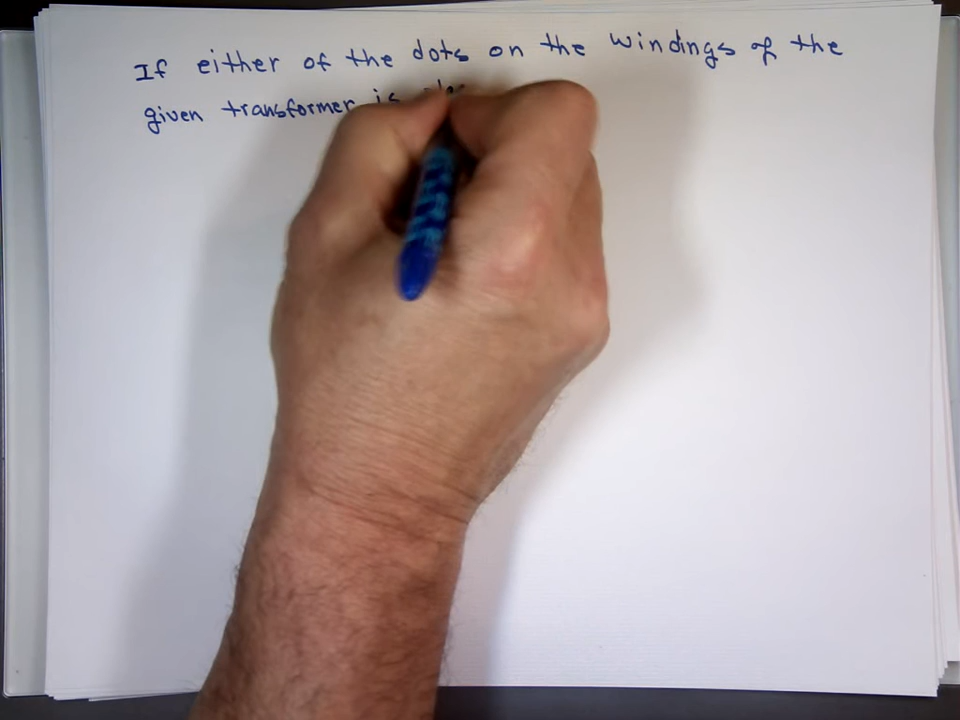 If either of the dots on the windings of the
given transformer is